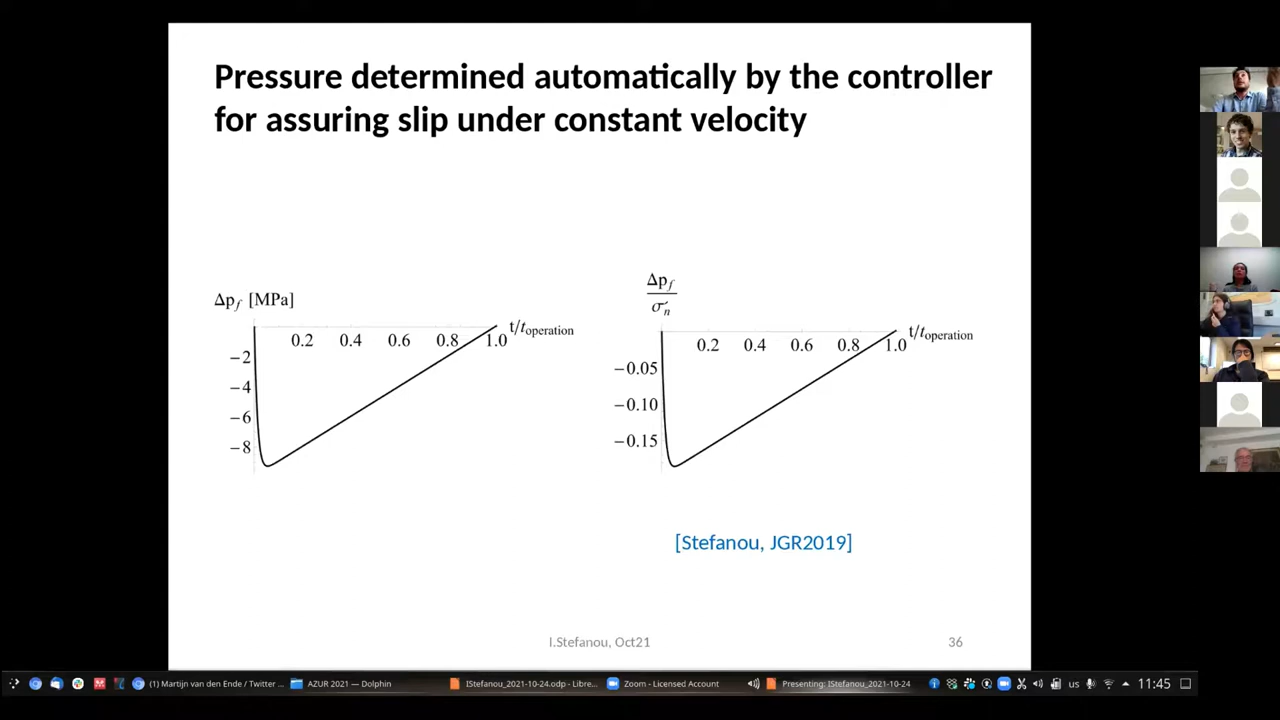 Pressure determined automatically by the controller
for assuring slip under constant velocity
Δp_f [MPa]
t/t_operation
0.2 0.4 0.6 0.8 1.0
−2
−4
−6
−8
Δp_f
σ′_n
t/t_operation
0.2 0.4 0.6 0.8 1.0
−0.05
−0.10
−0.15
[Stefanou, JGR2019]
I.Stefanou, Oct21
36
(1) Martijn van den Ende / Twitter ... AZUR 2021 — Dolphin IStefanou_2021-10-24.odp - Libre... Zoom - Licensed Account Presenting: IStefanou_2021-10-24 us 11:45